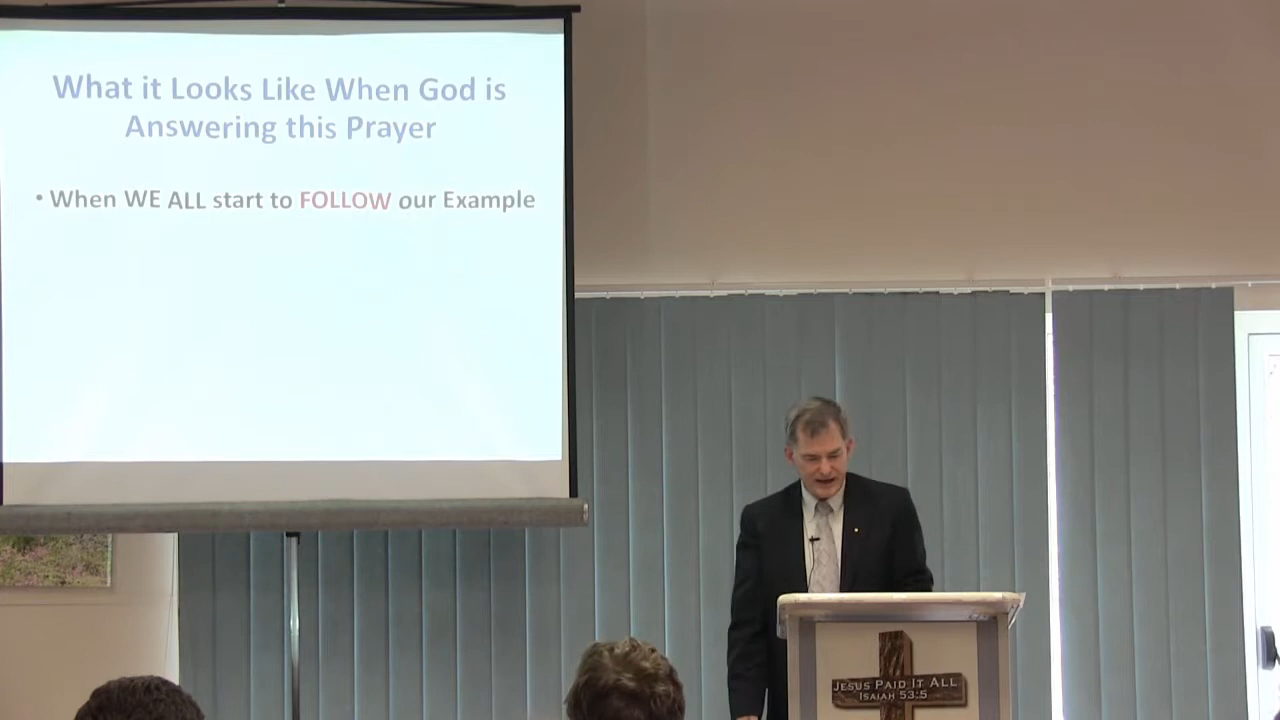 What it Looks Like When God is
Answering this Prayer
• When WE ALL start to FOLLOW our Example
JESUS PAID IT ALL
ISAIAH 53:5